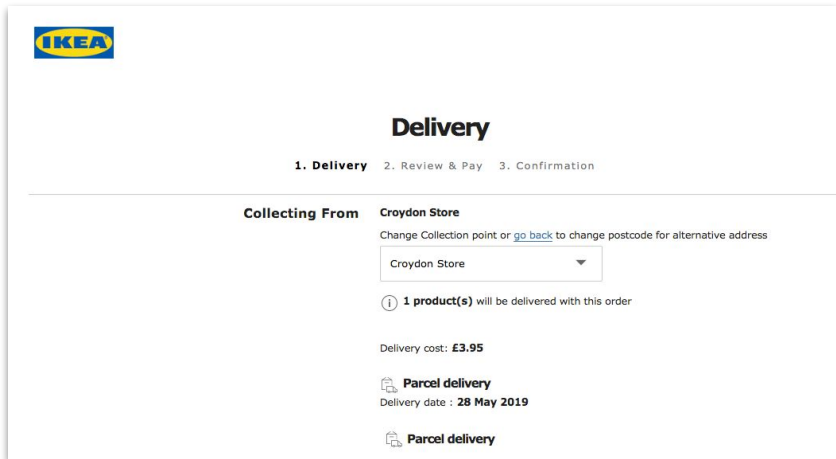 IKEA
Delivery
1. Delivery 2. Review & Pay 3. Confirmation
Collecting From Croydon Store
Change Collection point or go back to change postcode for alternative address
Croydon Store
1 product(s) will be delivered with this order
Delivery cost: £3.95
Parcel delivery
Delivery date : 28 May 2019
Parcel delivery